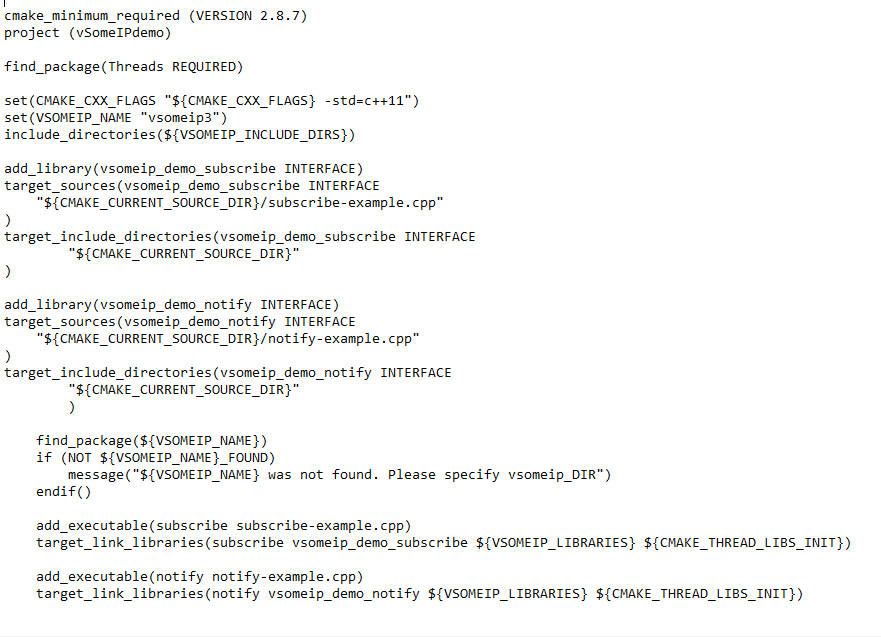 cmake_minimum_required (VERSION 2.8.7)
project (vSomeIPdemo)

find_package(Threads REQUIRED)

set(CMAKE_CXX_FLAGS "${CMAKE_CXX_FLAGS} -std=c++11")
set(VSOMEIP_NAME "vsomeip3")
include_directories(${VSOMEIP_INCLUDE_DIRS})

add_library(vsomeip_demo_subscribe INTERFACE)
target_sources(vsomeip_demo_subscribe INTERFACE
    "${CMAKE_CURRENT_SOURCE_DIR}/subscribe-example.cpp"
)
target_include_directories(vsomeip_demo_subscribe INTERFACE
        "${CMAKE_CURRENT_SOURCE_DIR}"
)

add_library(vsomeip_demo_notify INTERFACE)
target_sources(vsomeip_demo_notify INTERFACE
    "${CMAKE_CURRENT_SOURCE_DIR}/notify-example.cpp"
)
target_include_directories(vsomeip_demo_notify INTERFACE
        "${CMAKE_CURRENT_SOURCE_DIR}"
        )

    find_package(${VSOMEIP_NAME})
    if (NOT ${VSOMEIP_NAME}_FOUND)
        message("${VSOMEIP_NAME} was not found. Please specify vsomeip_DIR")
    endif()

    add_executable(subscribe subscribe-example.cpp)
    target_link_libraries(subscribe vsomeip_demo_subscribe ${VSOMEIP_LIBRARIES} ${CMAKE_THREAD_LIBS_INIT})

    add_executable(notify notify-example.cpp)
    target_link_libraries(notify vsomeip_demo_notify ${VSOMEIP_LIBRARIES} ${CMAKE_THREAD_LIBS_INIT})